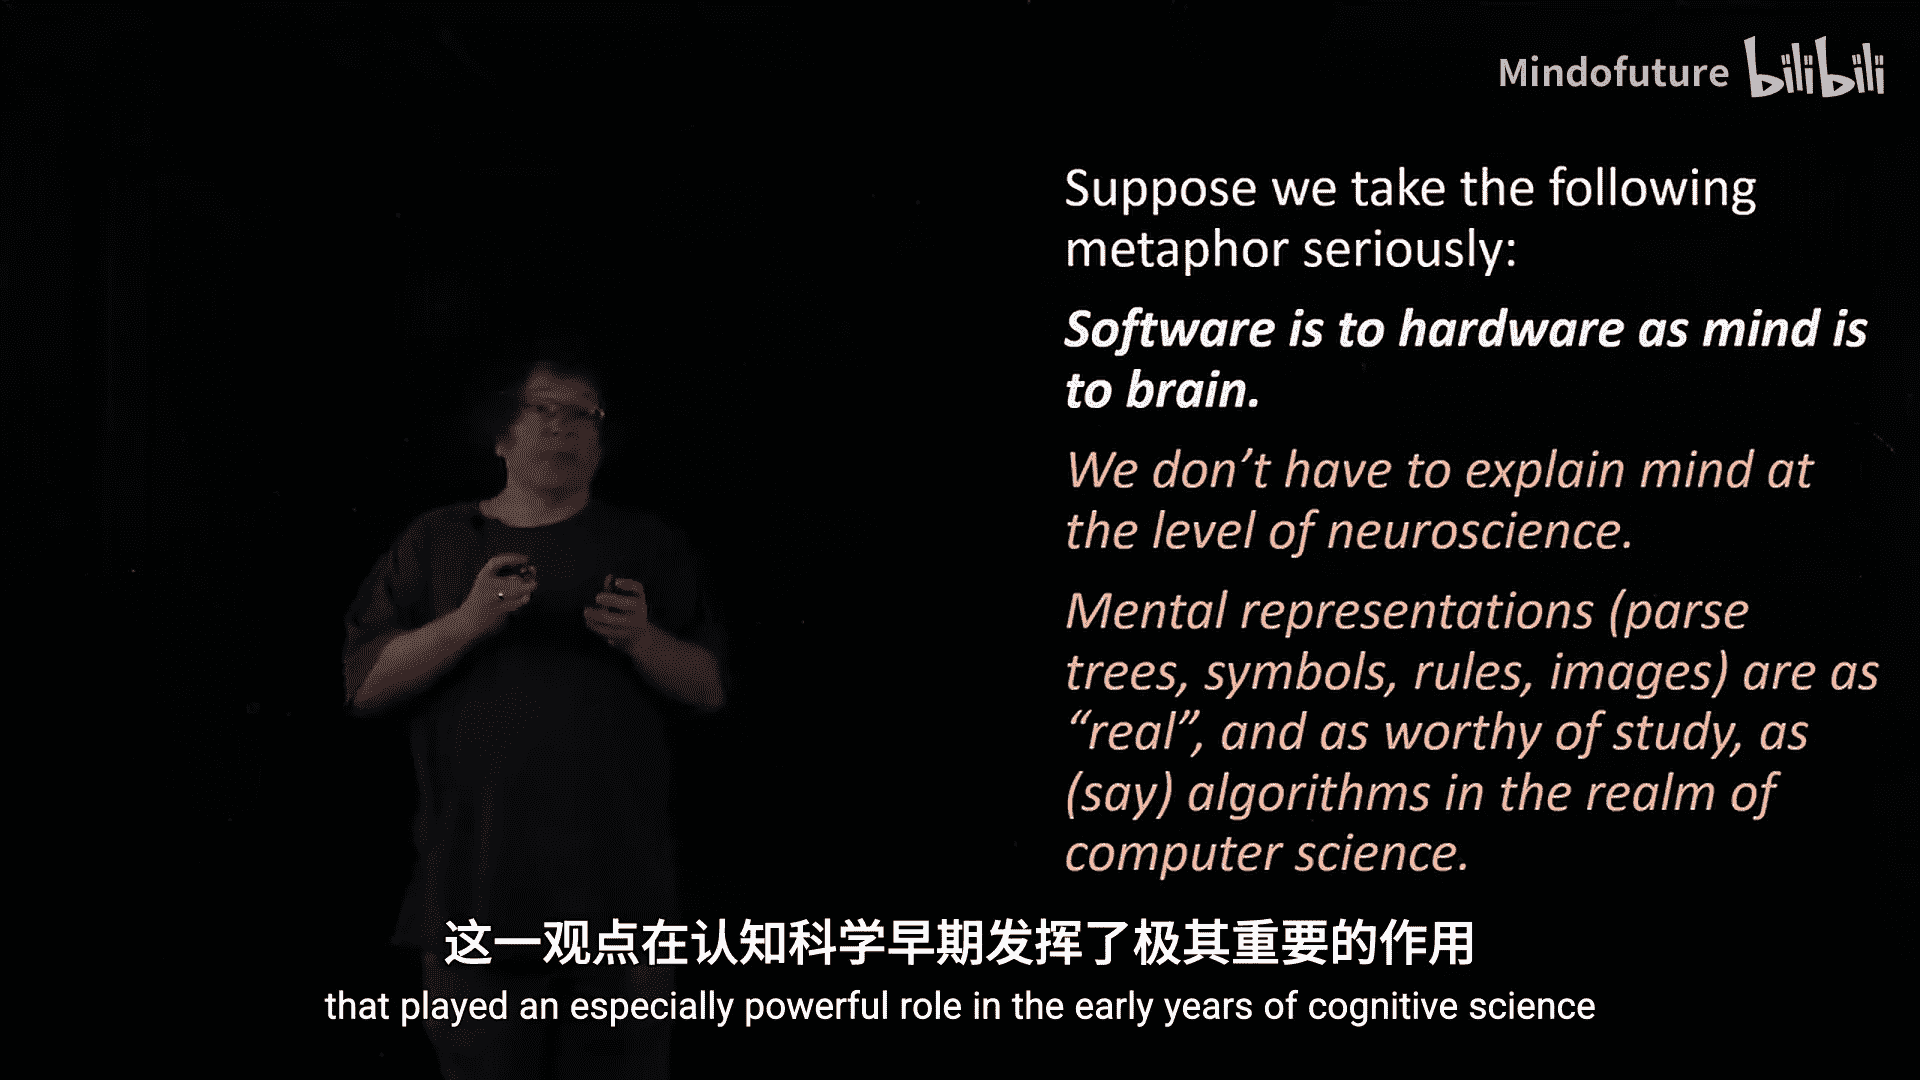 Mindofuture bilibili
Suppose we take the following
metaphor seriously:
Software is to hardware as mind is
to brain.
We don’t have to explain mind at
the level of neuroscience.
Mental representations (parse
trees, symbols, rules, images) are as
“real”, and as worthy of study, as
(say) algorithms in the realm of
computer science.
这一观点在认知科学早期发挥了极其重要的作用
that played an especially powerful role in the early years of cognitive science